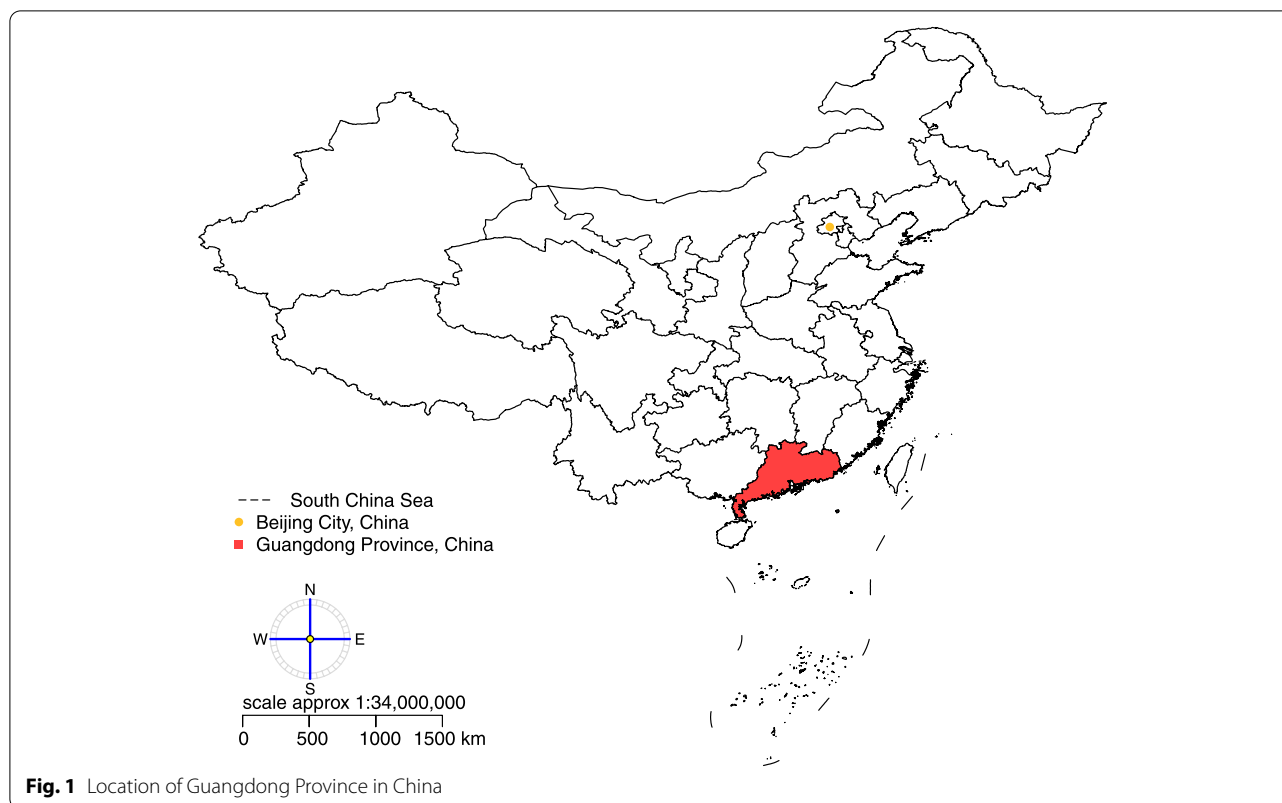 ---- South China Sea
Beijing City, China
Guangdong Province, China
N
W E
S
scale approx 1:34,000,000
0 500 1000 1500 km
Fig. 1 Location of Guangdong Province in China